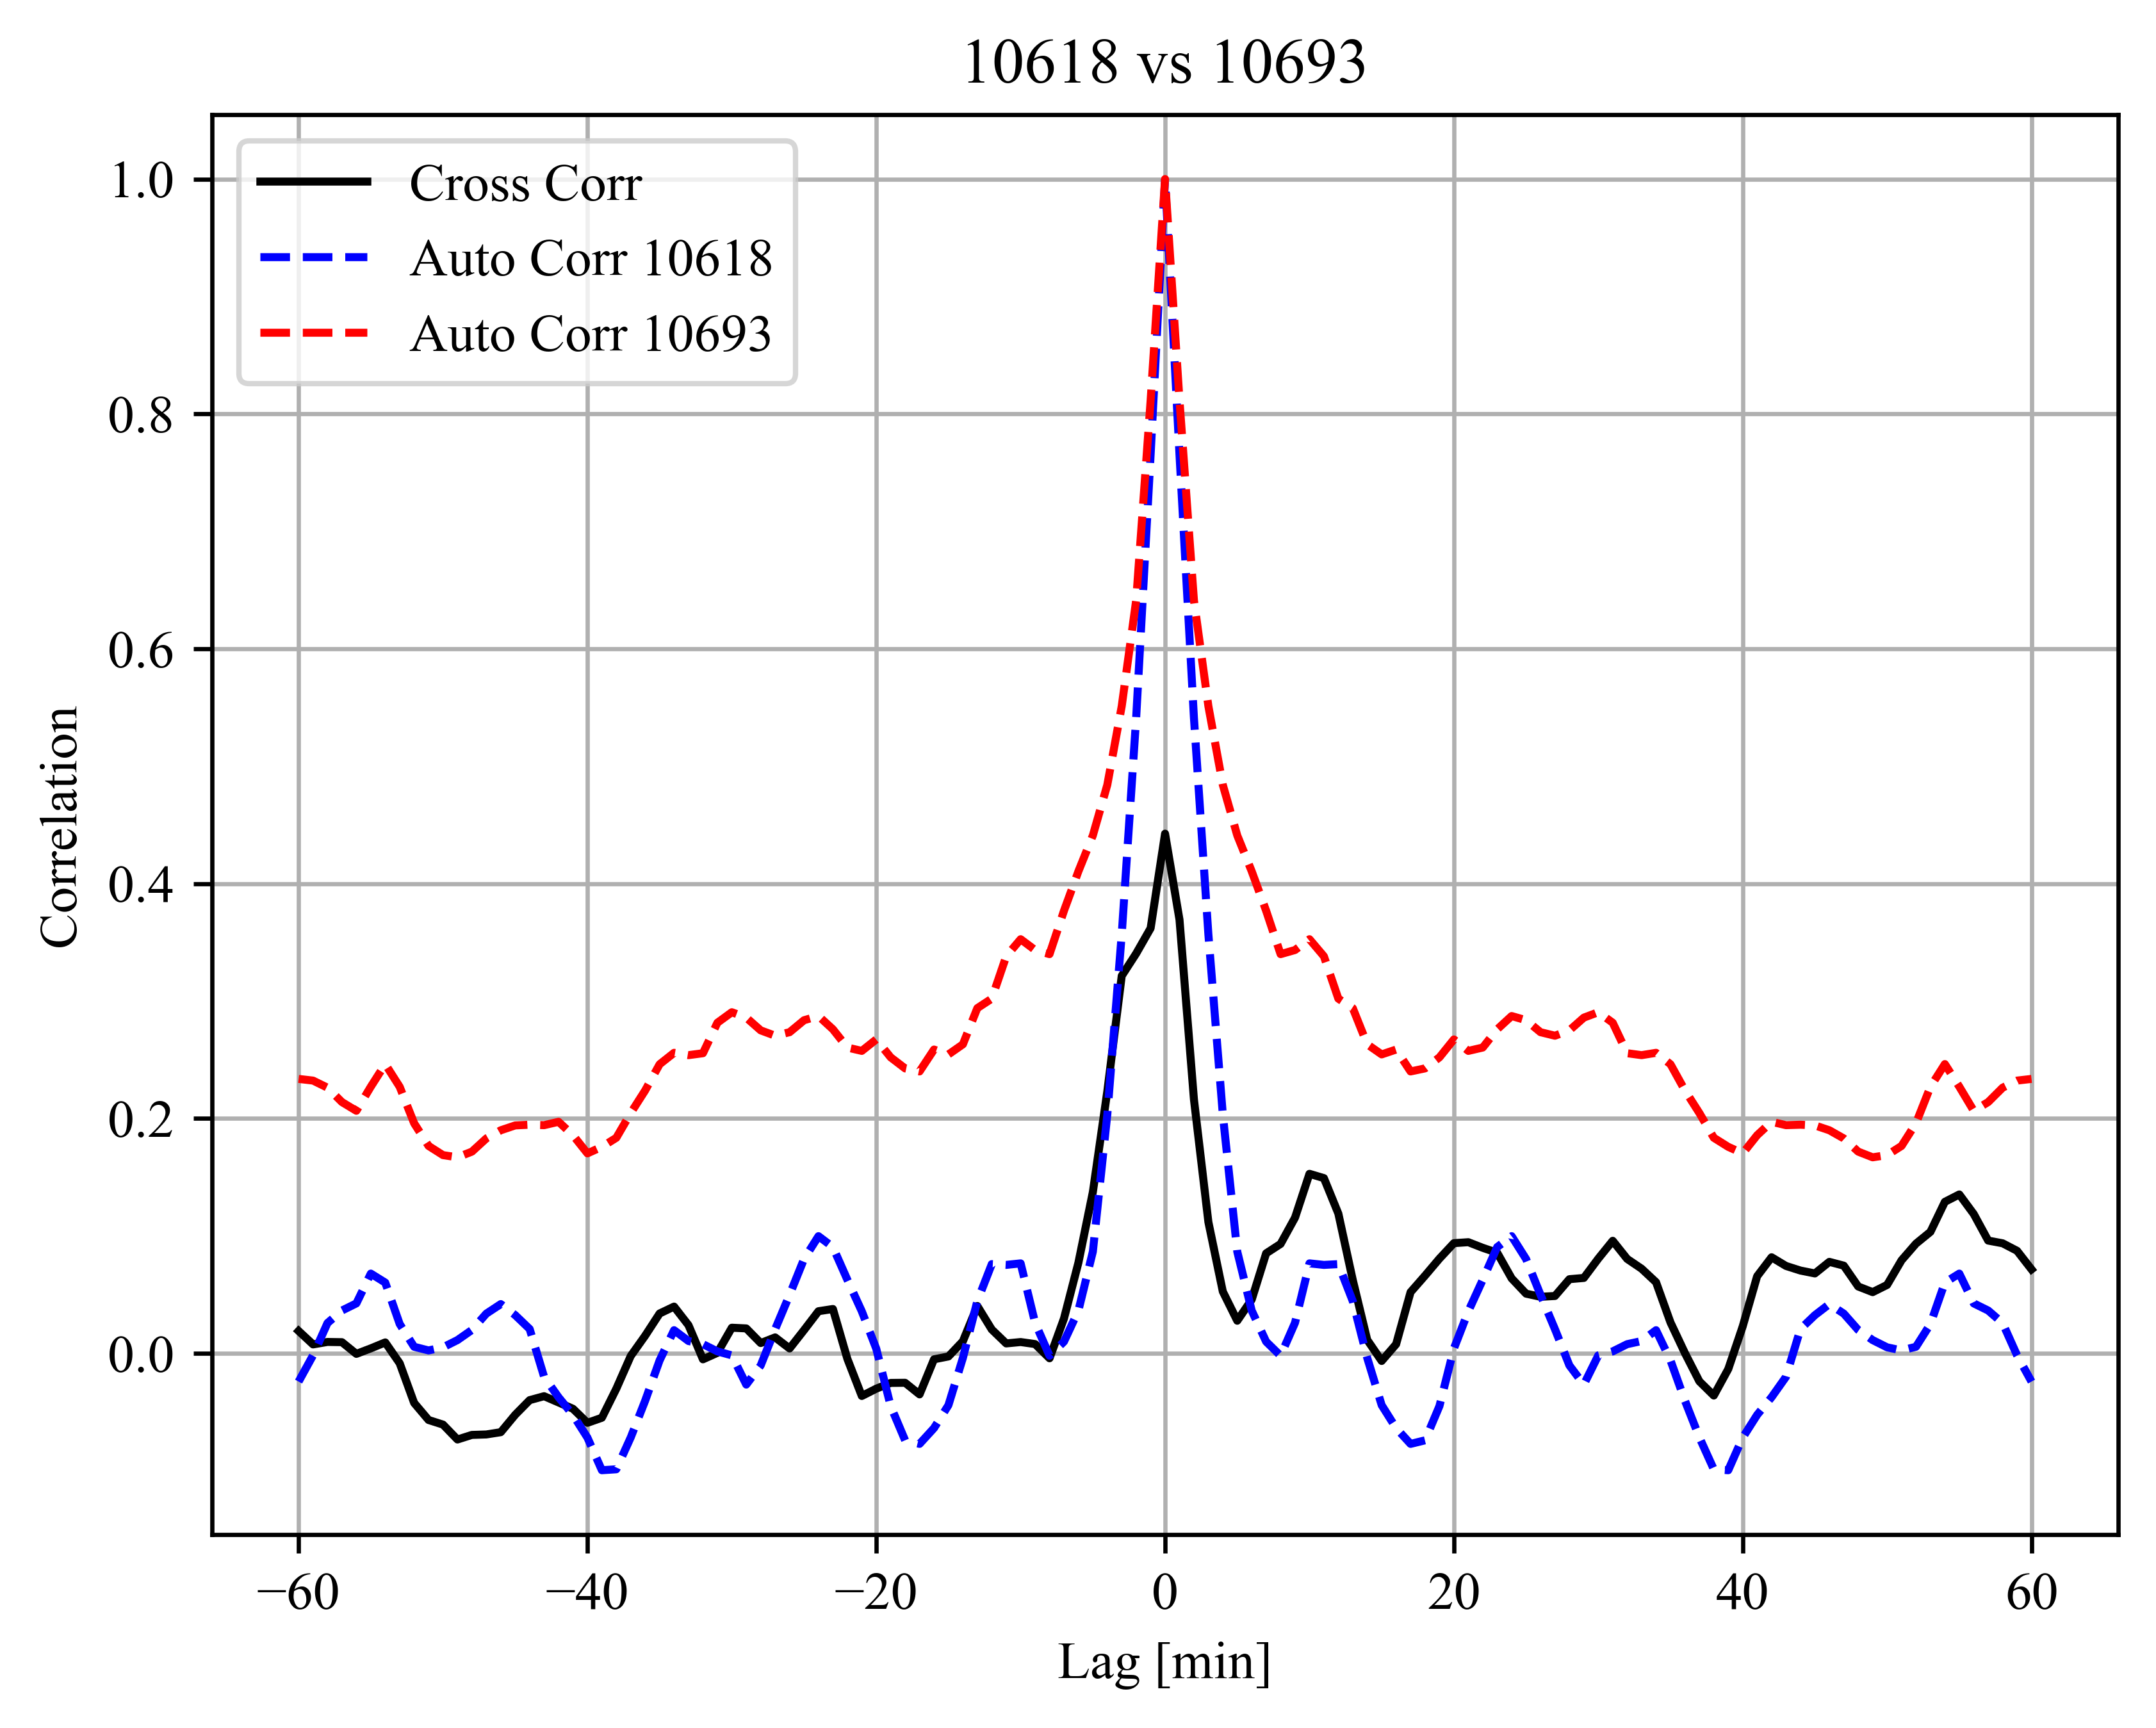 10618 vs 10693
Cross Corr
Auto Corr 10618
Auto Corr 10693
1.0
0.8
0.6
0.4
0.2
0.0
Correlation
−60
−40
−20
0
20
40
60
Lag [min]